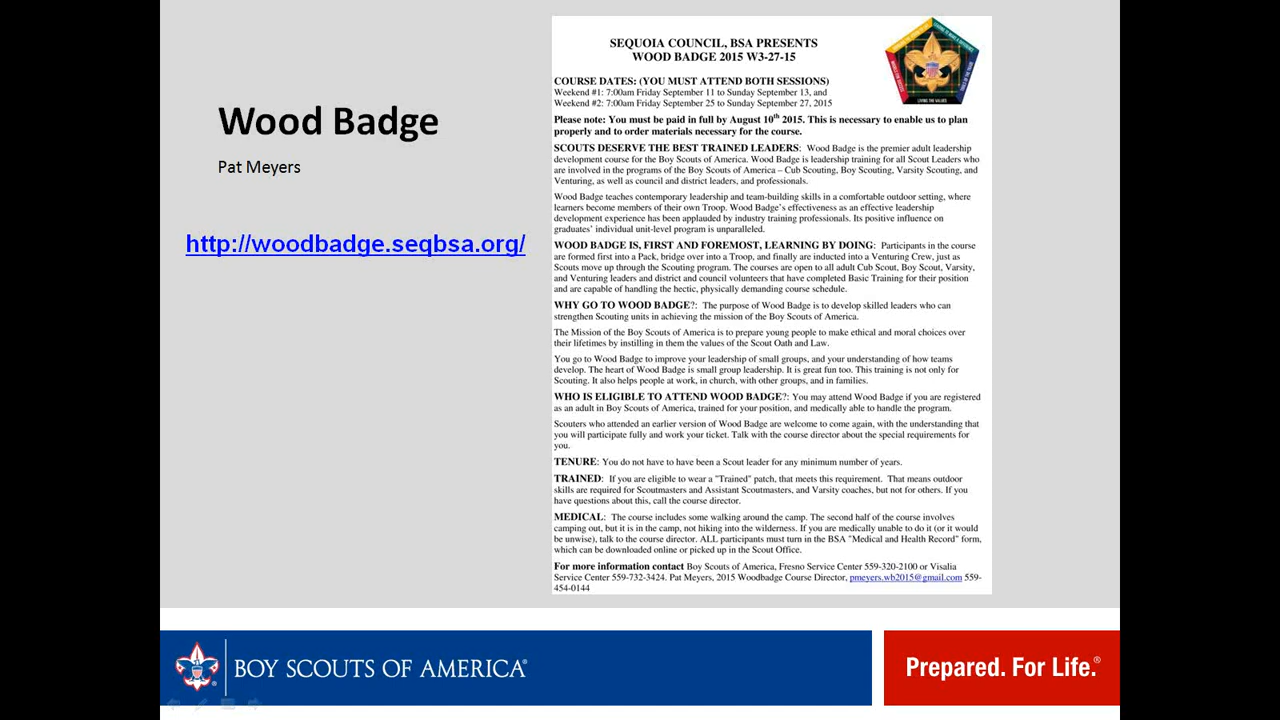 Wood Badge
Pat Meyers
http://woodbadge.seqbsa.org/
SEQUOIA COUNCIL, BSA PRESENTS
WOOD BADGE 2015 W3-27-15
COURSE DATES: (YOU MUST ATTEND BOTH SESSIONS)
Weekend #1: 7:00am Friday September 11 to Sunday September 13, and
Weekend #2: 7:00am Friday September 25 to Sunday September 27, 2015
Please note: You must be paid in full by August 10th 2015. This is necessary to enable us to plan
properly and to order materials necessary for the course.
SCOUTS DESERVE THE BEST TRAINED LEADERS: Wood Badge is the premier adult leadership
development course for the Boy Scouts of America. Wood Badge is leadership training for all Scout Leaders who
are involved in the programs of the Boy Scouts of America – Cub Scouting, Boy Scouting, Varsity Scouting, and
Venturing, as well as council and district leaders, and professionals.
Wood Badge teaches contemporary leadership and team-building skills in a comfortable outdoor setting, where
learners become members of their own Troop. Wood Badge's effectiveness as an effective leadership
development experience has been applauded by industry training professionals. Its positive influence on
graduates' individual unit-level program is unparalleled.
WOOD BADGE IS, FIRST AND FOREMOST, LEARNING BY DOING: Participants in the course
are formed first into a Pack, bridge over into a Troop, and finally are inducted into a Venturing Crew, just as
Scouts move up through the Scouting program. The courses are open to all adult Cub Scout, Boy Scout, Varsity,
and Venturing leaders and district and council volunteers that have completed Basic Training for their position
and are capable of handling the hectic, physically demanding course schedule.
WHY GO TO WOOD BADGE?: The purpose of Wood Badge is to develop skilled leaders who can
strengthen Scouting units in achieving the mission of the Boy Scouts of America.
The Mission of the Boy Scouts of America is to prepare young people to make ethical and moral choices over
their lifetimes by instilling in them the values of the Scout Oath and Law.
You go to Wood Badge to improve your leadership of small groups, and your understanding of how teams
develop. The heart of Wood Badge is small group leadership. It is great fun too. This training is not only for
Scouting. It also helps people at work, in church, with other groups, and in families.
WHO IS ELIGIBLE TO ATTEND WOOD BADGE?: You may attend Wood Badge if you are registered
as an adult in Boy Scouts of America, trained for your position, and medically able to handle the program.
Scouters who attended an earlier version of Wood Badge are welcome to come again, with the understanding that
you will participate fully and work your ticket. Talk with the course director about the special requirements for
you.
TENURE: You do not have to have been a Scout leader for any minimum number of years.
TRAINED: If you are eligible to wear a "Trained" patch, that meets this requirement. That means outdoor
skills are required for Scoutmasters and Assistant Scoutmasters, and Varsity coaches, but not for others. If you
have questions about this, call the course director.
MEDICAL: The course includes some walking around the camp. The second half of the course involves
camping out, but it is in the camp, not hiking into the wilderness. If you are medically unable to do it (or it would
be unwise), talk to the course director. ALL participants must turn in the BSA "Medical and Health Record" form,
which can be downloaded online or picked up in the Scout Office.
For more information contact Boy Scouts of America, Fresno Service Center 559-320-2100 or Visalia
Service Center 559-732-3424. Pat Meyers, 2015 Woodbadge Course Director, pmeyers.wb2015@gmail.com 559-
454-0144
LIVING THE VALUES
BOY SCOUTS OF AMERICA®
Prepared. For Life.®